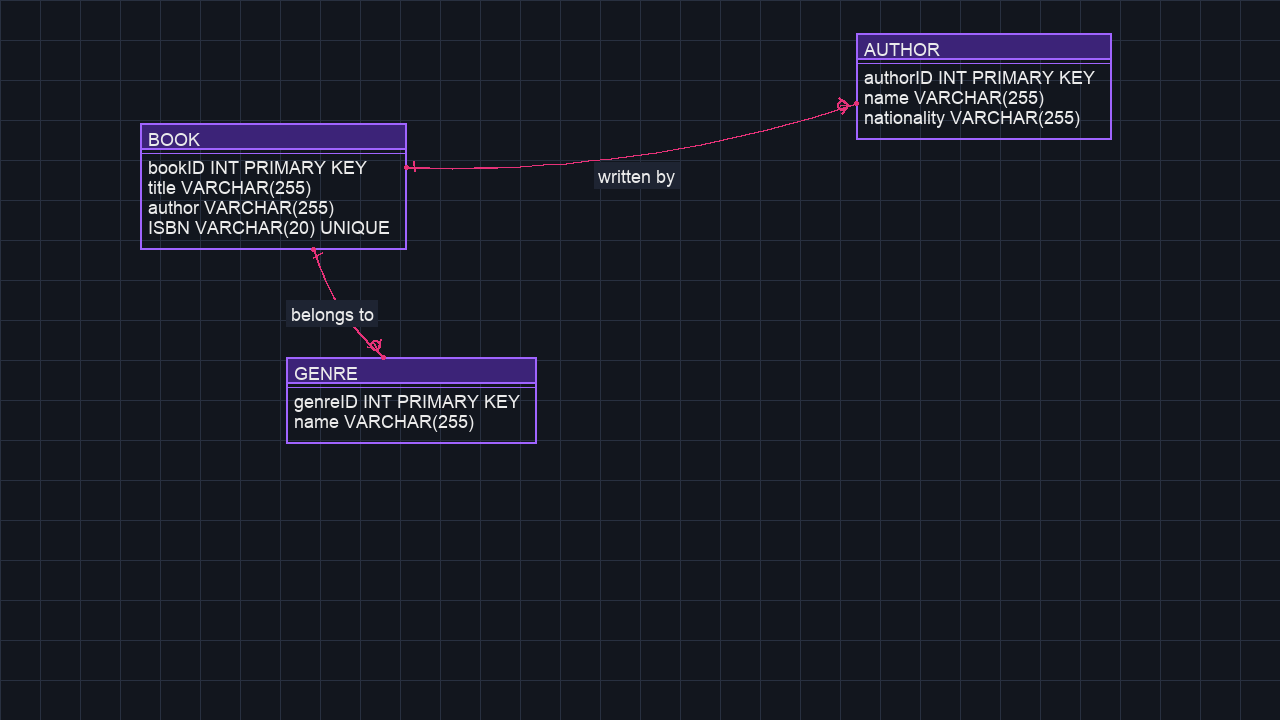 AUTHOR
authorID INT PRIMARY KEY
name VARCHAR(255)
nationality VARCHAR(255)
BOOK
bookID INT PRIMARY KEY
title VARCHAR(255)
author VARCHAR(255)
ISBN VARCHAR(20) UNIQUE
written by
belongs to
GENRE
genreID INT PRIMARY KEY
name VARCHAR(255)